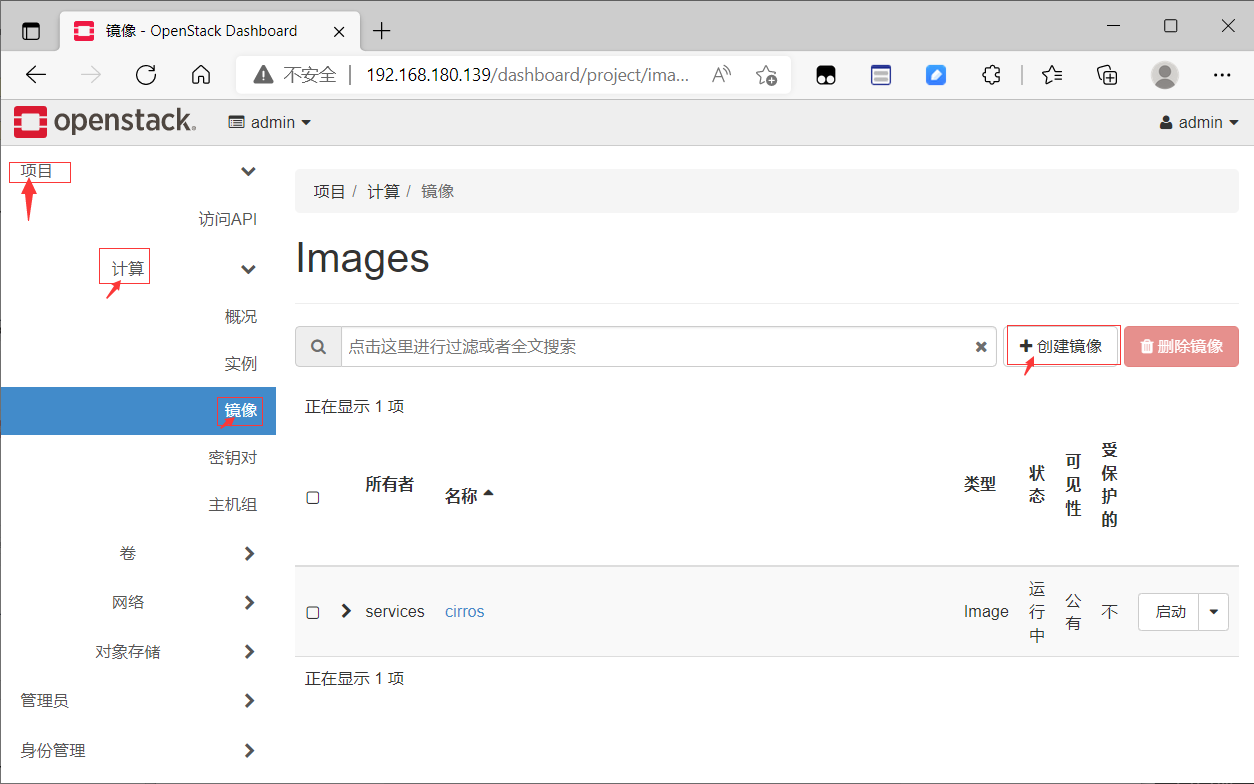 镜像 - OpenStack Dashboard
不安全 192.168.180.139/dashboard/project/ima...
openstack. admin admin
项目
访问API
计算
概况
实例
镜像
密钥对
主机组
卷
网络
对象存储
管理员
身份管理
项目 / 计算 / 镜像
Images
点击这里进行过滤或者全文搜索
创建镜像
删除镜像
正在显示 1 项
所有者 名称 类型 状态 可见性 受保护的
services cirros Image 运行中 公有 不 启动
正在显示 1 项